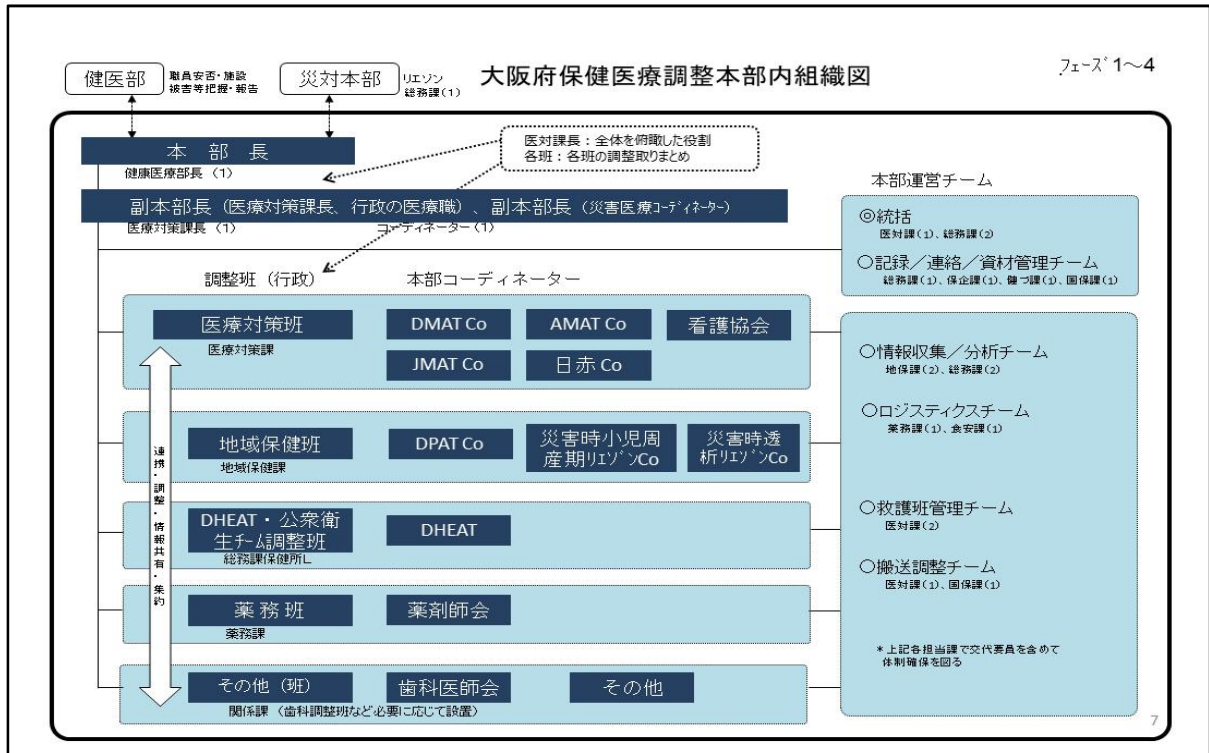 大阪府保健医療調整本部内組織図
フェーズ1～4
健医部
職員安否・施設
被害等把握・報告
災対本部
リエゾン
総務課(1)
本 部 長
健康医療部長（1）
医対課長：全体を俯瞰した役割
各班：各班の調整取りまとめ
副本部長（医療対策課長、行政の医療職）、副本部長（災害医療コーディネーター）
医療対策課長（1）
コーディネーター（1）
調整班（行政）
本部コーディネーター
医療対策班
医療対策課
DMAT Co
AMAT Co
看護協会
JMAT Co
日赤 Co
地域保健班
地域保健課
DPAT Co
災害時小児周
産期リエゾンCo
災害時透
析リエゾンCo
DHEAT・公衆衛
生チーム調整班
総務課保健所L
DHEAT
薬務班
薬務課
薬剤師会
その他（班）
歯科医師会
その他
関係課（歯科調整班など必要に応じて設置）
連携・調整・情報共有・集約
本部運営チーム
◎統括
医対課(1)、総務課(2)
○記録／連絡／資材管理チーム
総務課(1)、保企課(1)、健づ課(1)、国保課(1)
○情報収集／分析チーム
地保課(2)、総務課(2)
○ロジスティクスチーム
薬務課(1)、食安課(1)
○救護班管理チーム
医対課(2)
○搬送調整チーム
医対課(1)、国保課(1)
＊上記各担当課で交代要員を含めて
体制確保を図る
7